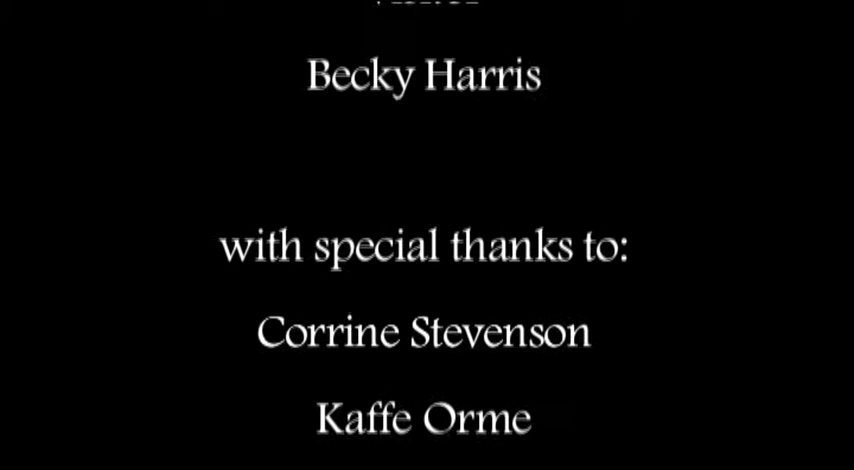 Becky Harris
with special thanks to:
Corrine Stevenson
Kaffe Orme